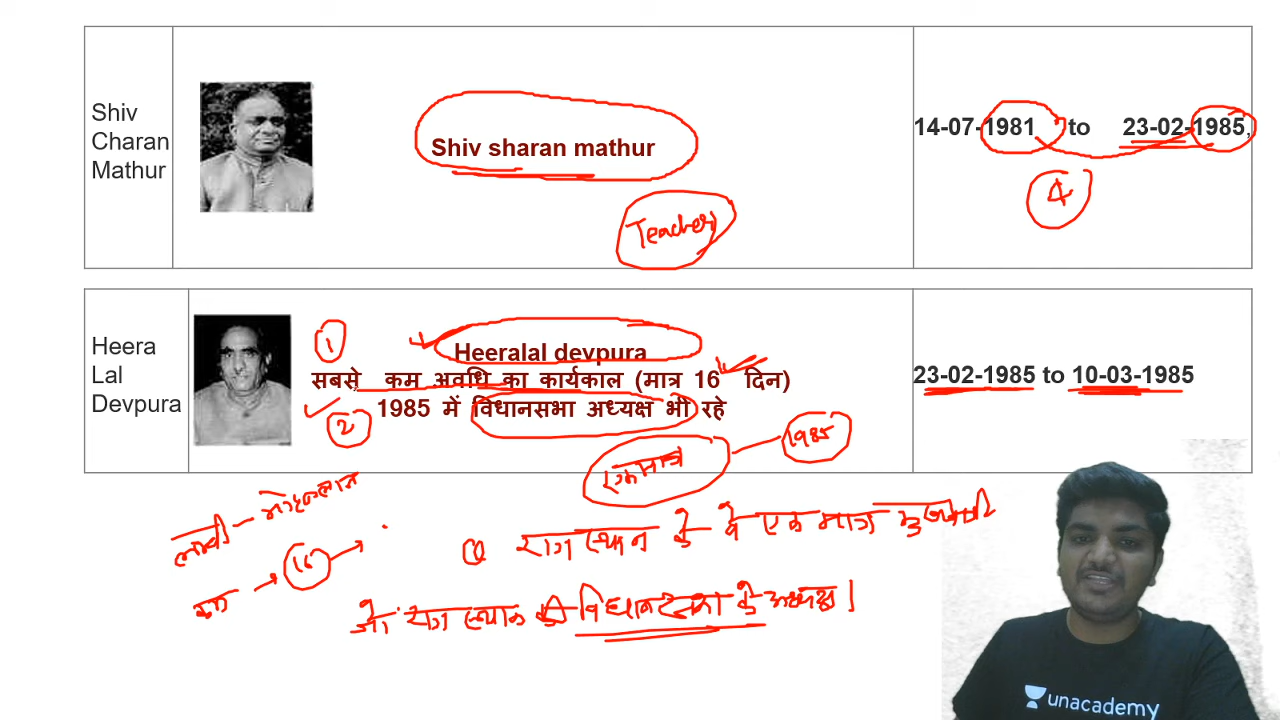 Shiv
Charan
Mathur
Shiv sharan mathur
14-07-1981 to 23-02-1985,
4
Teacher
Heera
Lal
Devpura
1
Heeralal devpura
सबसे कम अवधि का कार्यकाल (मात्र 16 दिन)
2
1985 में विधानसभा अध्यक्ष भी रहे
23-02-1985 to 10-03-1985
एकमात्र
1985
लम्बी - मोहनलाल
कम → 16 →
राजस्थान के वे एक मात्र मुख्यमंत्री
जो राजस्थान की विधानसभा के अध्यक्ष।
unacademy